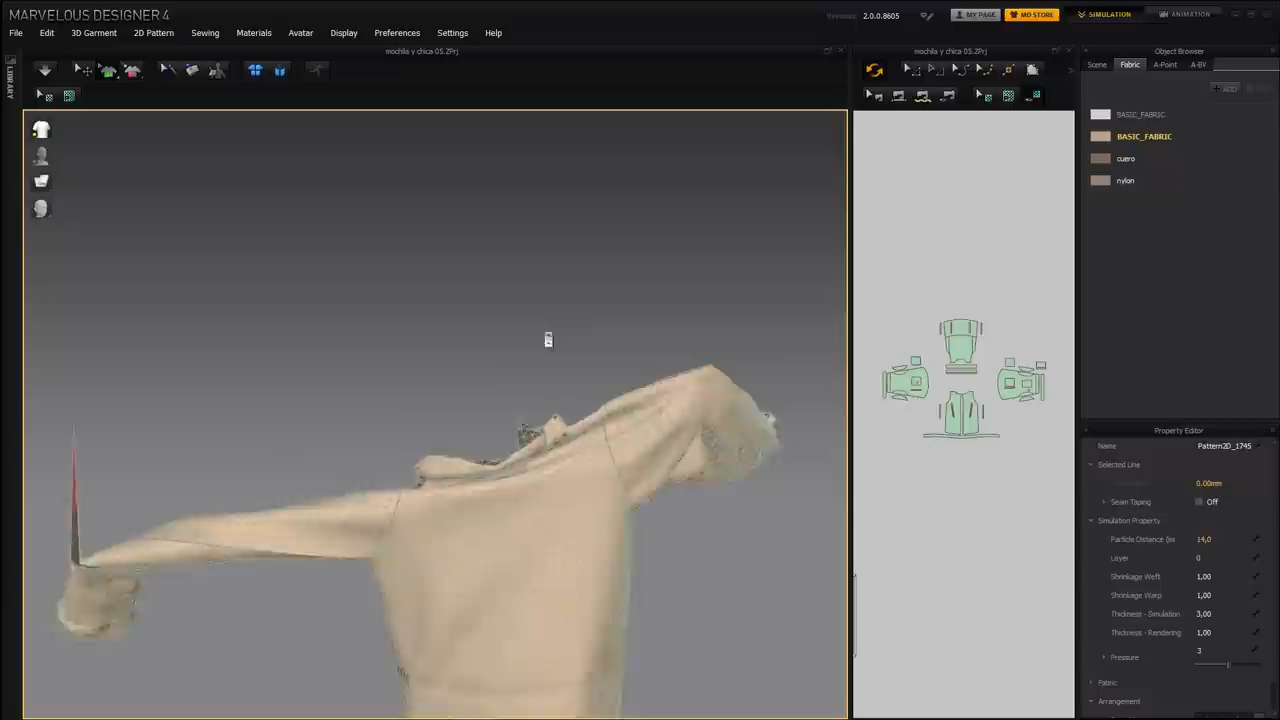 MARVELOUS DESIGNER 4
Version: 2.0.0.8605
MY PAGE
MD STORE
SIMULATION
ANIMATION
File Edit 3D Garment 2D Pattern Sewing Materials Avatar Display Preferences Settings Help
mochila y chica 05.ZPrj
mochila y chica 05.ZPrj
Object Browser
LIBRARY
Scene Fabric A-Point A-BV
+ ADD
BASIC_FABRIC
BASIC_FABRIC
cuero
nylon
Property Editor
Name Pattern2D_1745
Selected Line
0.00mm
Seam Taping Off
Simulation Property
Particle Distance (m 14,0
Layer 0
Shrinkage Weft 1,00
Shrinkage Warp 1,00
Thickness - Simulation 3,00
Thickness - Rendering 1,00
Pressure 3
Fabric
Arrangement